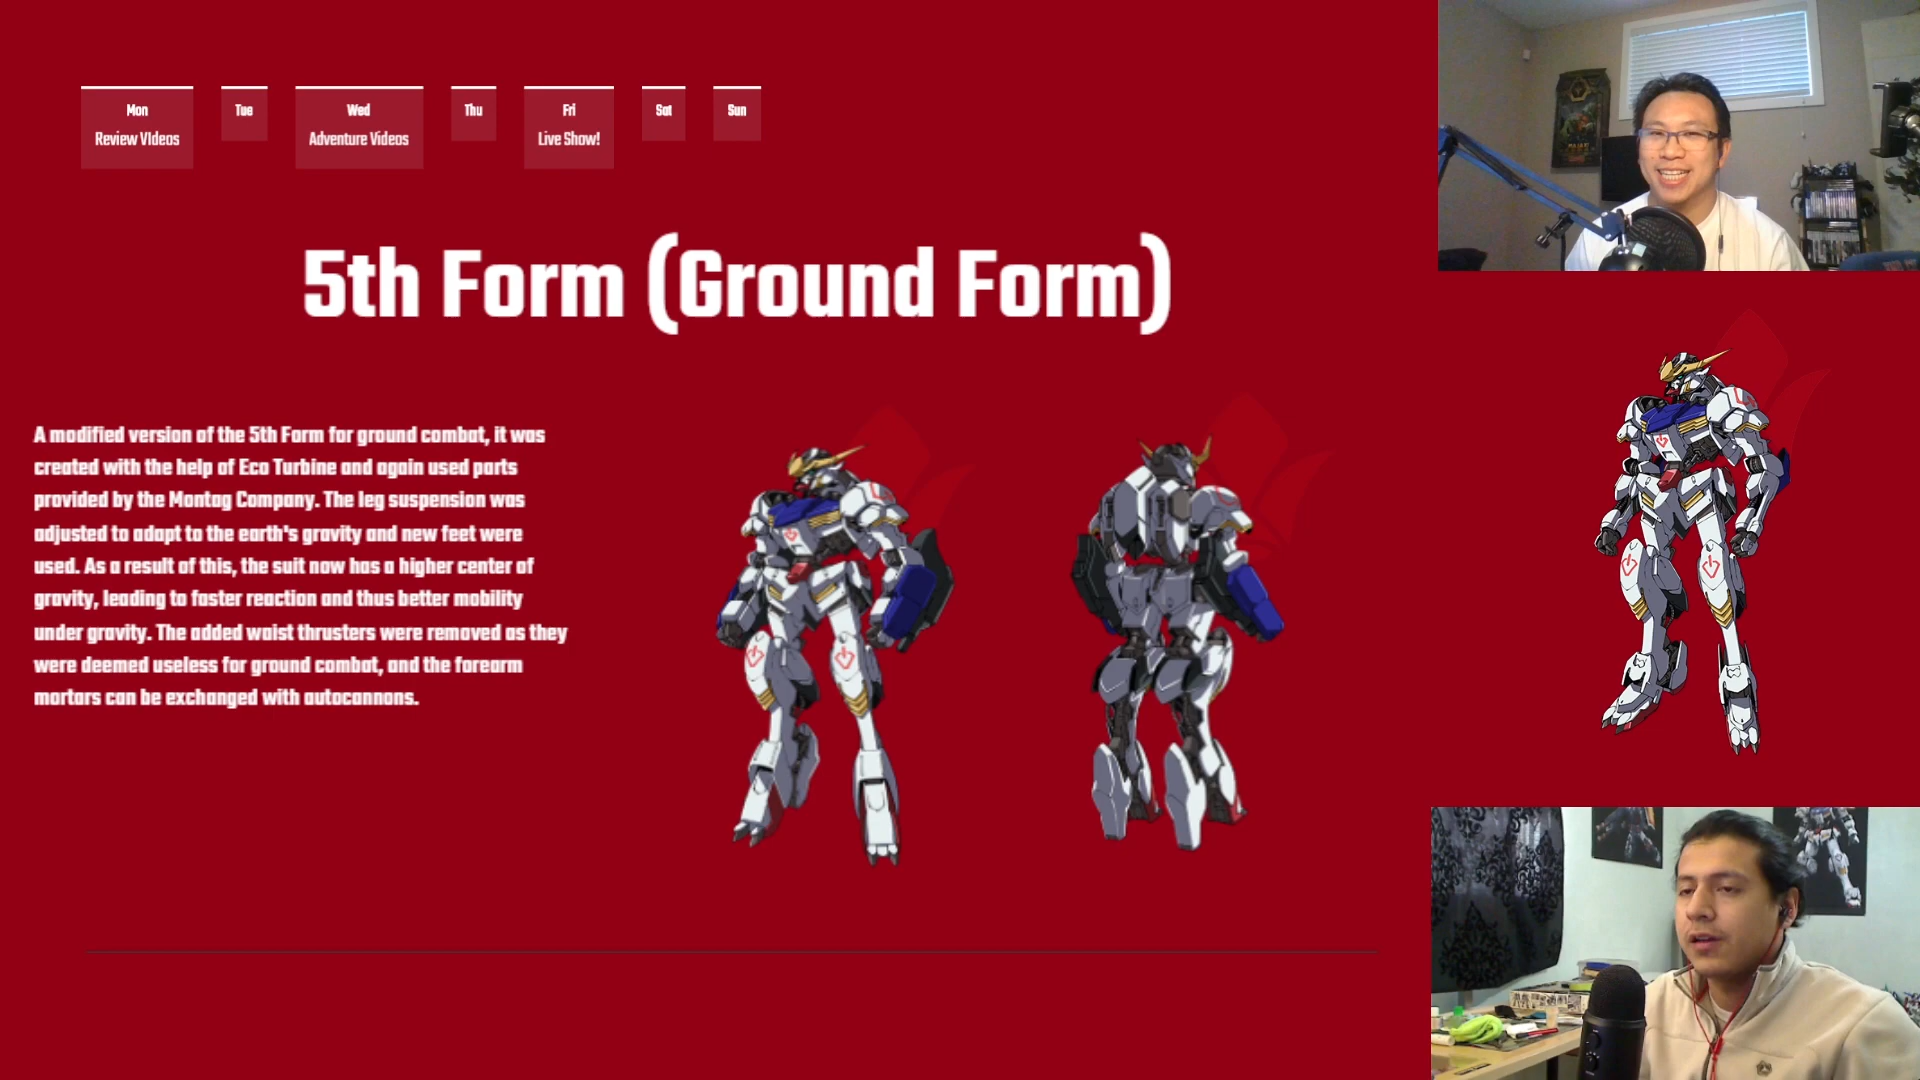 Mon
Review VIdeos
Tue
Wed
Adventure Videos
Thu
Fri
Live Show!
Sat
Sun
5th Form (Ground Form)
A modified version of the 5th Form for ground combat, it was
created with the help of Eco Turbine and again used parts
provided by the Montag Company. The leg suspension was
adjusted to adapt to the earth's gravity and new feet were
used. As a result of this, the suit now has a higher center of
gravity, leading to faster reaction and thus better mobility
under gravity. The added waist thrusters were removed as they
were deemed useless for ground combat, and the forearm
mortars can be exchanged with autocannons.